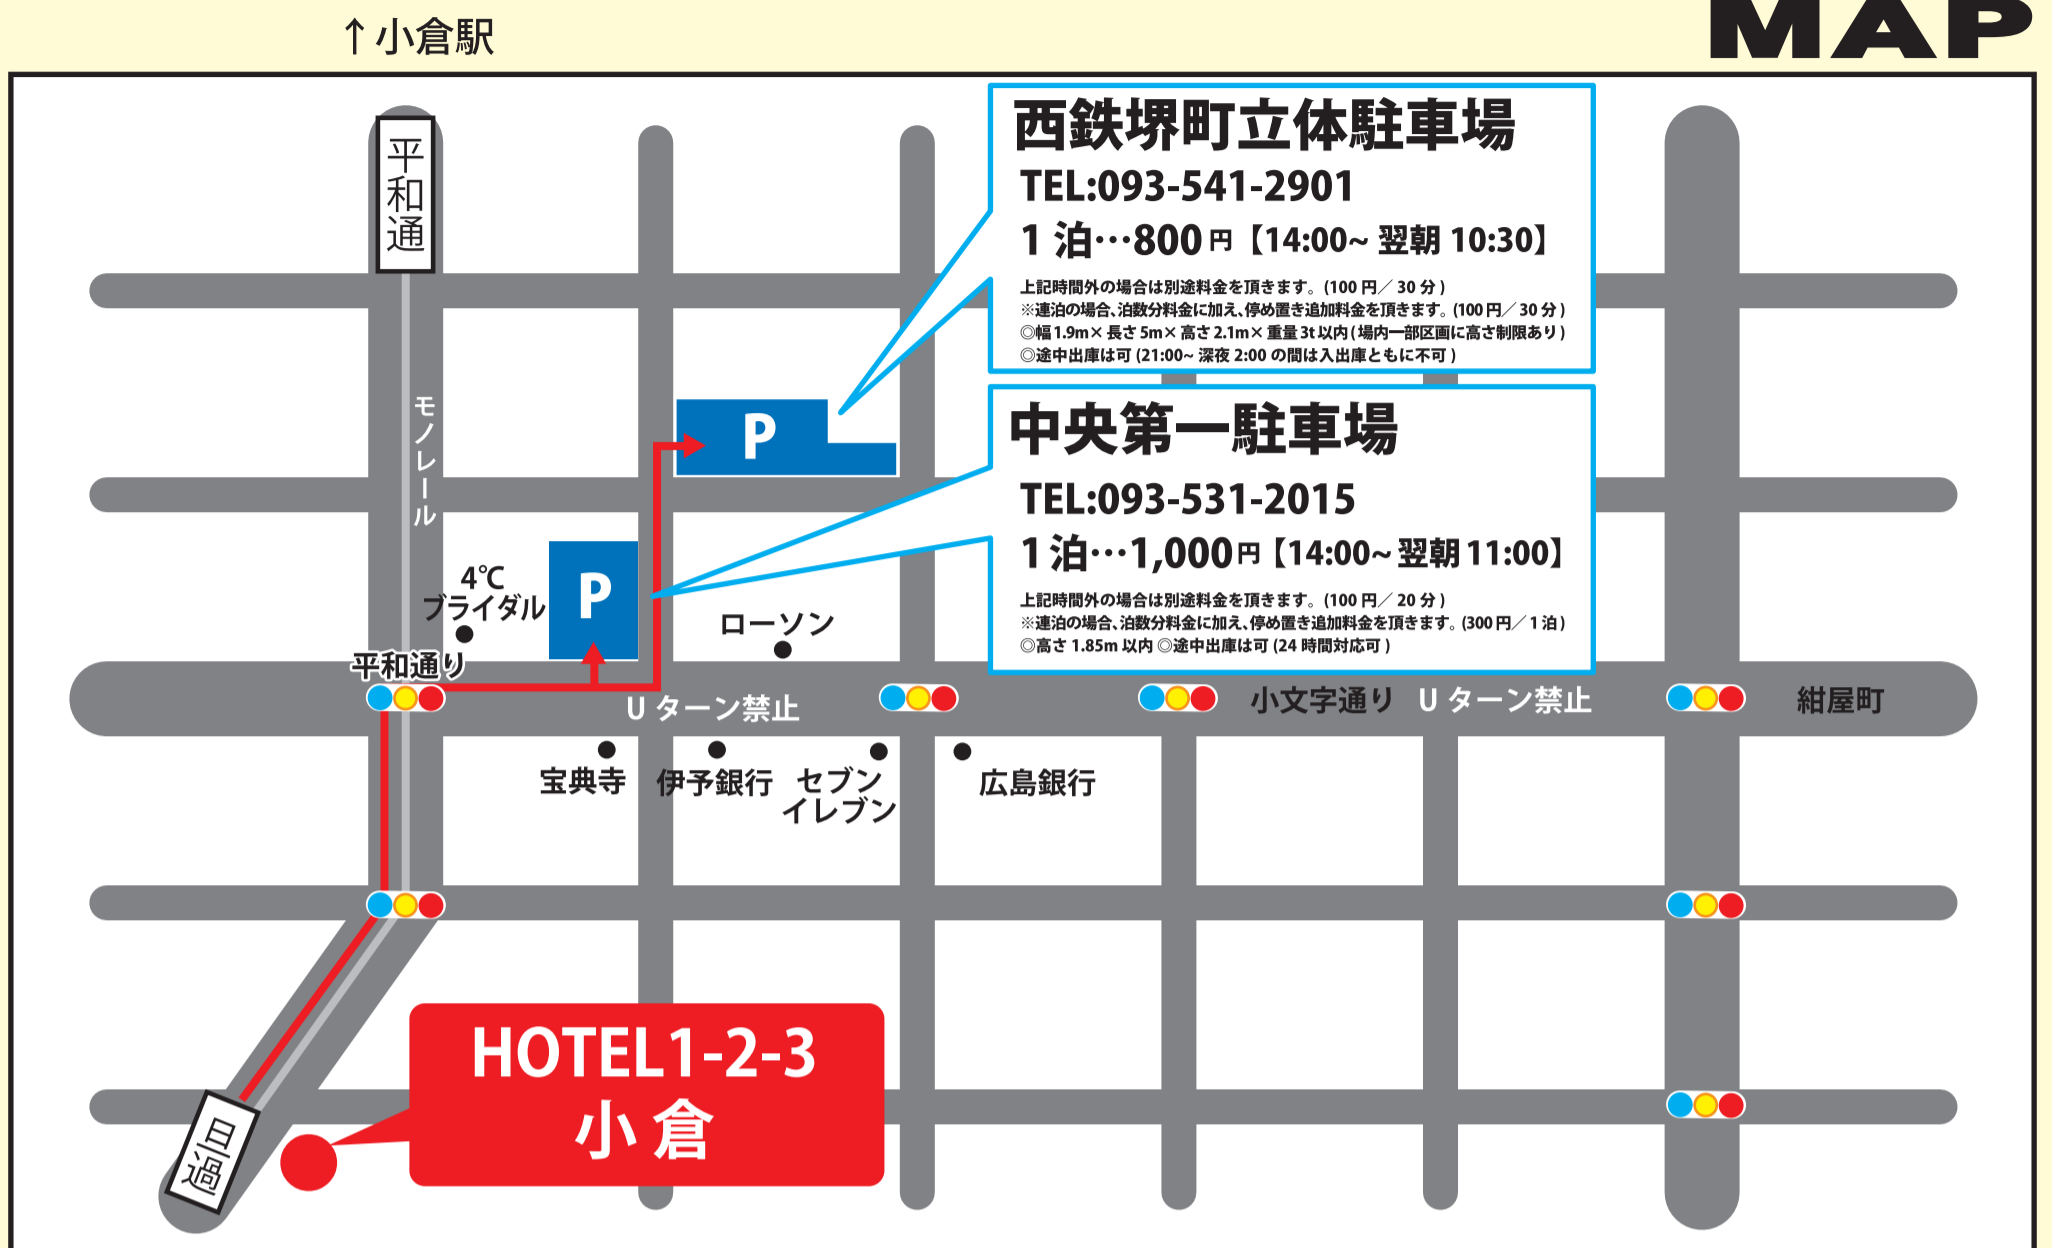 MAP
↑小倉駅
平和通
西鉄堺町立体駐車場
TEL:093-541-2901
1泊…800円【14:00~翌朝10:30】
上記時間外の場合は別途料金を頂きます。(100円／30分)
※連泊の場合、泊数分料金に加え、停め置き追加料金を頂きます。(100円／30分)
◎幅1.9m×長さ5m×高さ2.1m×重量3t以内(場内一部区画に高さ制限あり)
◎途中出庫は可(21:00~深夜2:00の間は入出庫ともに不可)
モノレール
P
中央第一駐車場
TEL:093-531-2015
1泊…1,000円【14:00~翌朝11:00】
上記時間外の場合は別途料金を頂きます。(100円／20分)
※連泊の場合、泊数分料金に加え、停め置き追加料金を頂きます。(300円／1泊)
◎高さ1.85m以内◎途中出庫は可(24時間対応可)
4℃
ブライダル
P
ローソン
平和通り
Uターン禁止
小文字通り
Uターン禁止
紺屋町
宝典寺
伊予銀行
セブン
イレブン
広島銀行
HOTEL1-2-3
小倉
旦過